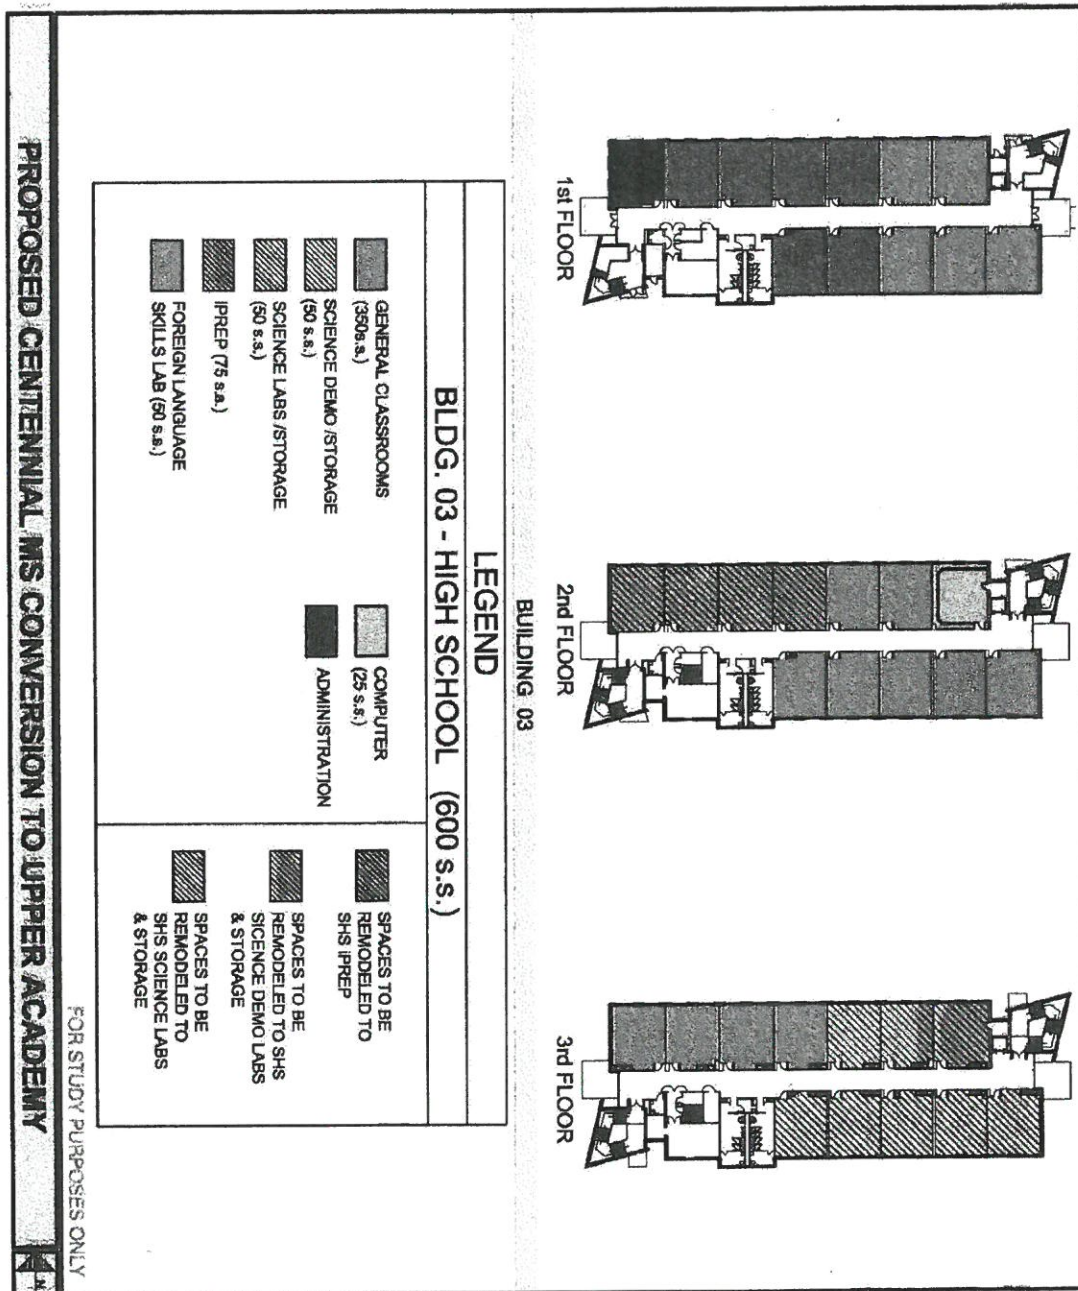 1st FLOOR
2nd FLOOR
3rd FLOOR
BUILDING 03
LEGEND
BLDG. 03 - HIGH SCHOOL (600 s.s.)
GENERAL CLASSROOMS
(350s.s.)
SCIENCE DEMO /STORAGE
(50 s.s.)
SCIENCE LABS /STORAGE
(50 s.s.)
IPREP (75 s.s.)
FOREIGN LANGUAGE
SKILLS LAB (50 s.s.)
COMPUTER
(25 s.s.)
ADMINISTRATION
SPACES TO BE
REMODELED TO
SHS IPREP
SPACES TO BE
REMODELED TO SHS
SICENCE DEMO LABS
& STORAGE
SPACES TO BE
REMODELED TO
SHS SCIENCE LABS
& STORAGE
FOR STUDY PURPOSES ONLY
PROPOSED CENTENNIAL MS CONVERSION TO UPPER ACADEMY
N